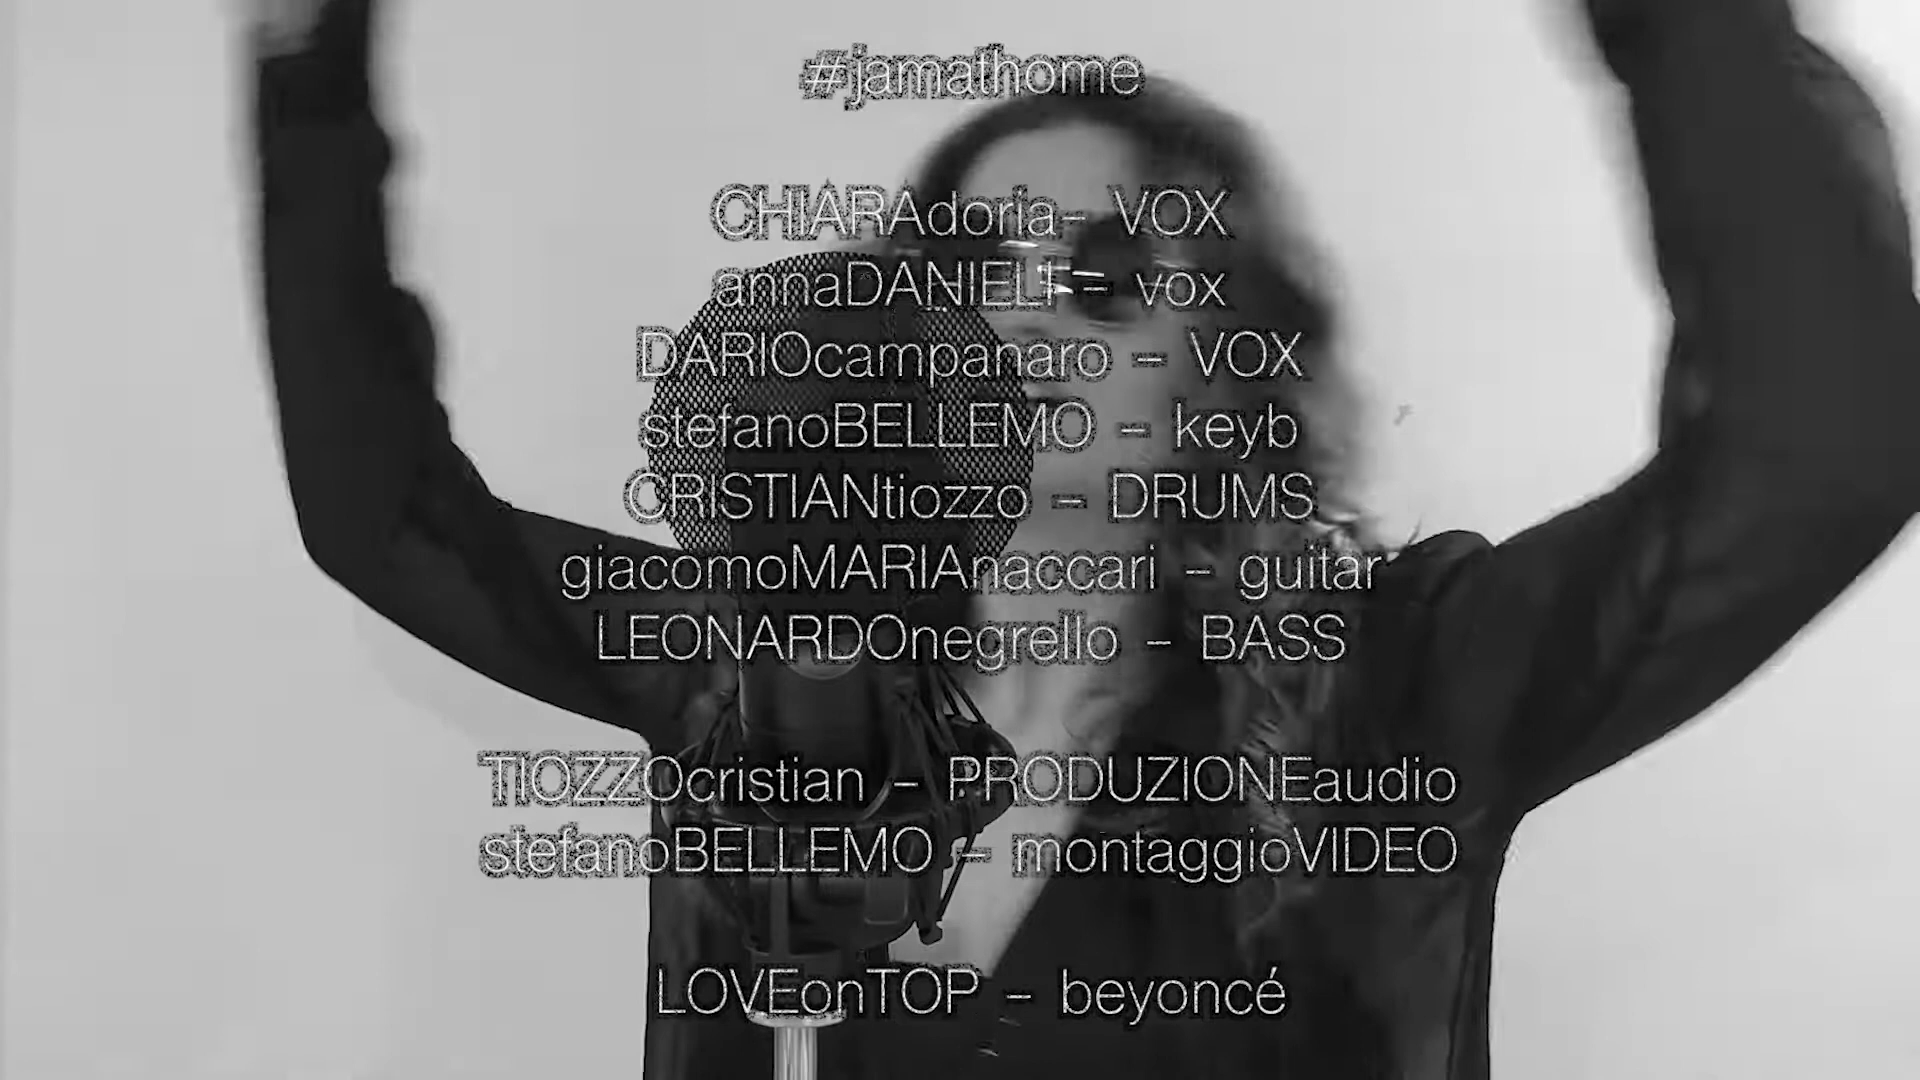 #jamathome
CHIARAdoria- VOX
annaDANIELI - vox
DARIOcampanaro - VOX
stefanoBELLEMO - keyb
CRISTIANtiozzo - DRUMS
giacomoMARIAnaccari - guitar
LEONARDOnegrello - BASS
TIOZZOcristian - PRODUZIONEaudio
stefanoBELLEMO - montaggioVIDEO
LOVEonTOP - beyoncé